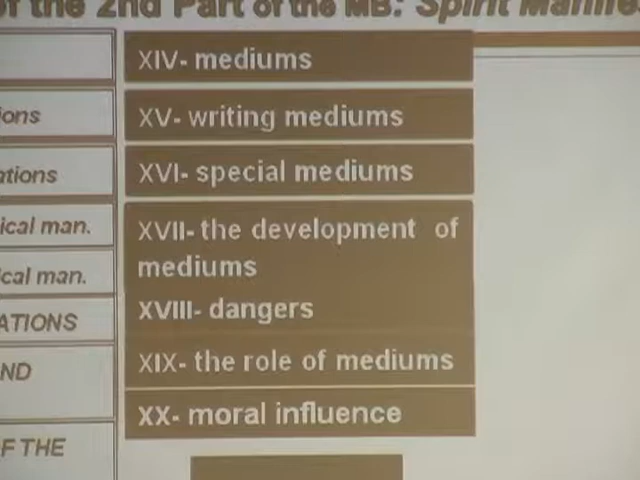 of the 2nd Part of the MB: Spirit Manife
XIV- mediums
ions
XV- writing mediums
ations
XVI- special mediums
ical man.
XVII- the development of
mediums
ical man.
XVIII- dangers
ATIONS
XIX- the role of mediums
ND
XX- moral influence
F THE